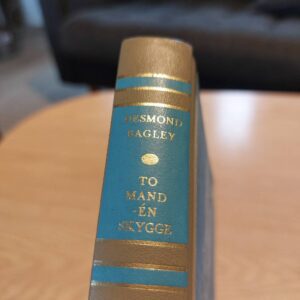 DESMOND
BAGLEY
TO
MAND
-ÉN
SKYGGE